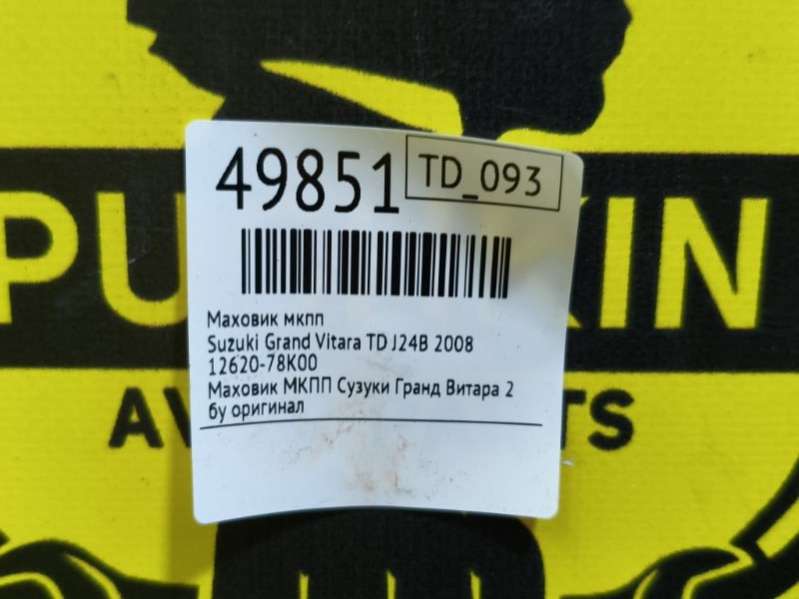 49851
TD_093
Маховик мкпп
Suzuki Grand Vitara TD J24B 2008
12620-78K00
Маховик МКПП Сузуки Гранд Витара 2
бу оригинал